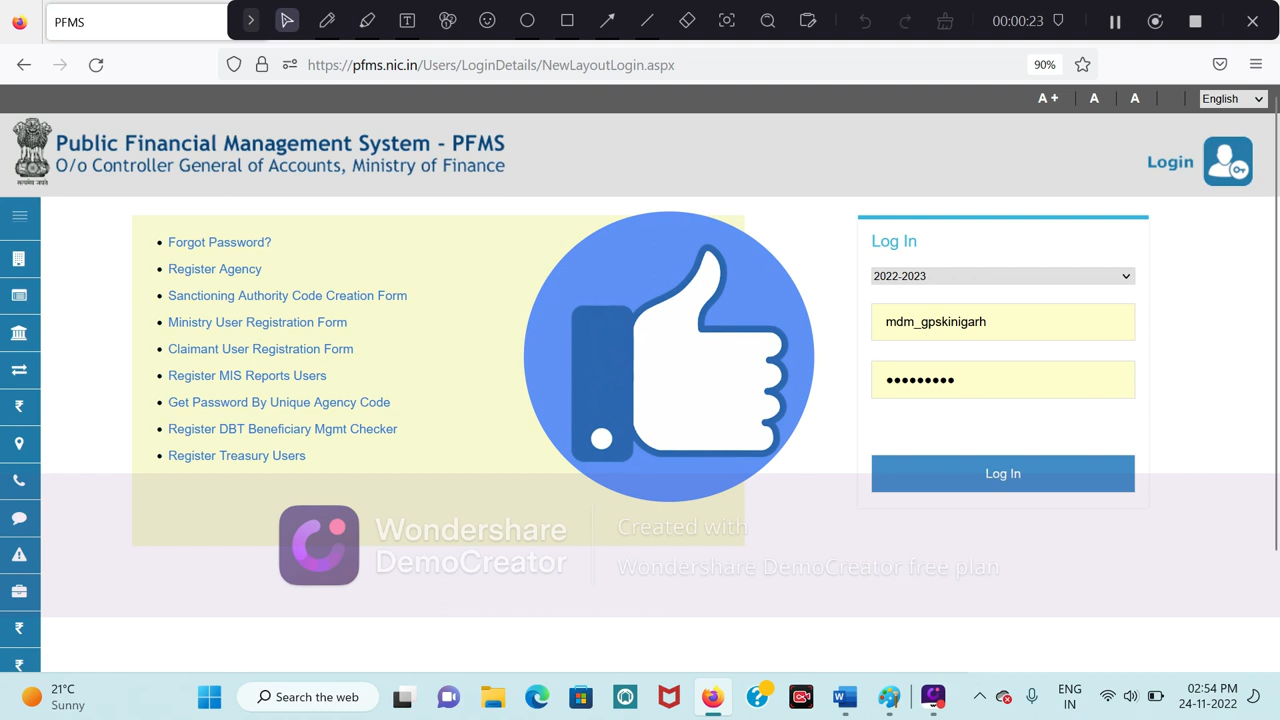 PFMS
00:00:23
https://pfms.nic.in/Users/LoginDetails/NewLayoutLogin.aspx
90%
A +
A
A
English
Public Financial Management System - PFMS
O/o Controller General of Accounts, Ministry of Finance
सत्यमेव जयते
Login
Forgot Password?
Register Agency
Sanctioning Authority Code Creation Form
Ministry User Registration Form
Claimant User Registration Form
Register MIS Reports Users
Get Password By Unique Agency Code
Register DBT Beneficiary Mgmt Checker
Register Treasury Users
Log In
2022-2023
mdm_gpskinigarh
•••••••••
Log In
Wondershare
DemoCreator
Created with
Wondershare DemoCreator free plan
21°C
Sunny
Search the web
ENG
IN
02:54 PM
24-11-2022